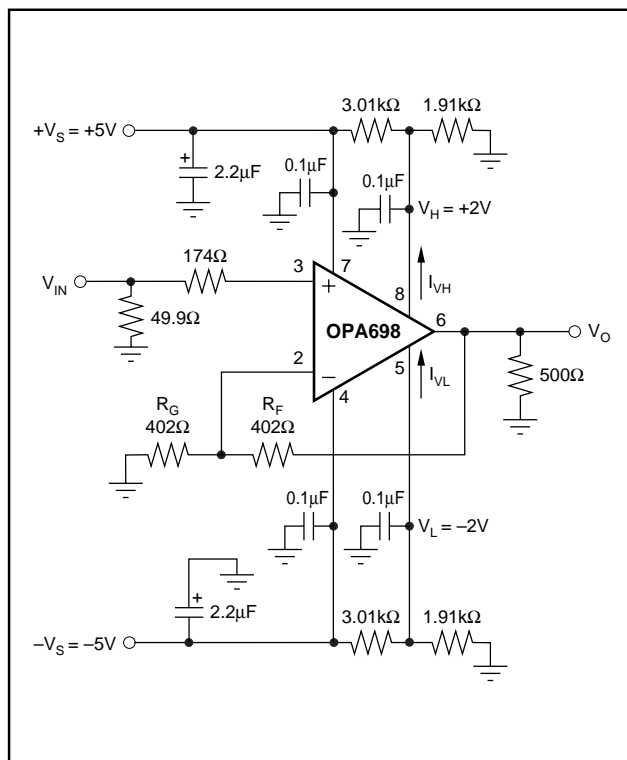 3.01kΩ 1.91kΩ
+V_S = +5V
+
2.2µF
0.1µF
0.1µF
V_H = +2V
174Ω
V_IN
3
7
8
I_VH
+
49.9Ω
OPA698
6
V_O
2
−
4
5
I_VL
500Ω
R_G
402Ω
R_F
402Ω
0.1µF
0.1µF
V_L = −2V
+
2.2µF
3.01kΩ 1.91kΩ
−V_S = −5V